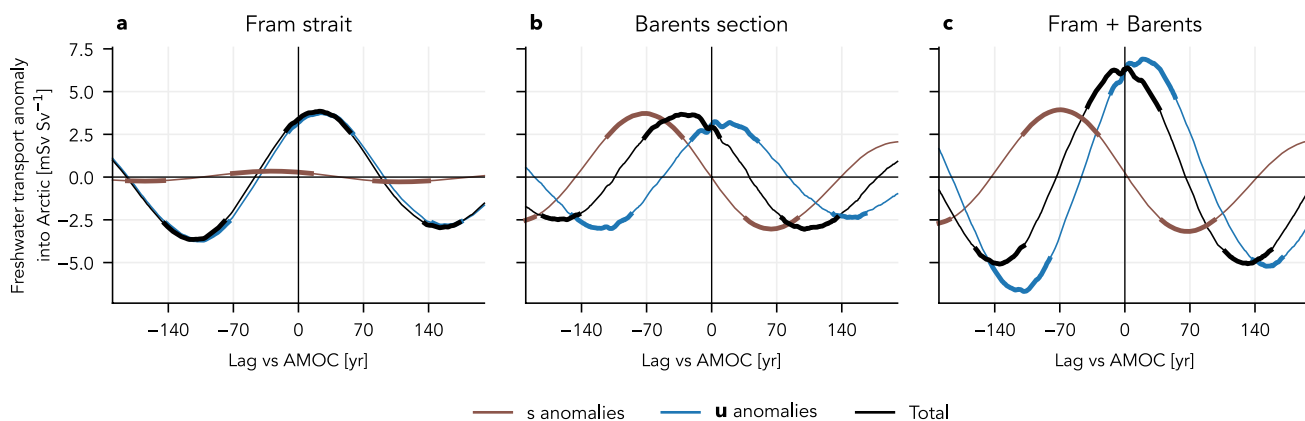 a Fram strait
b Barents section
c Fram + Barents
Freshwater transport anomaly
into Arctic [mSv Sv⁻¹]
7.5
5.0
2.5
0.0
−2.5
−5.0
−140 −70 0 70 140
−140 −70 0 70 140
−140 −70 0 70 140
Lag vs AMOC [yr]
Lag vs AMOC [yr]
Lag vs AMOC [yr]
s anomalies u anomalies Total